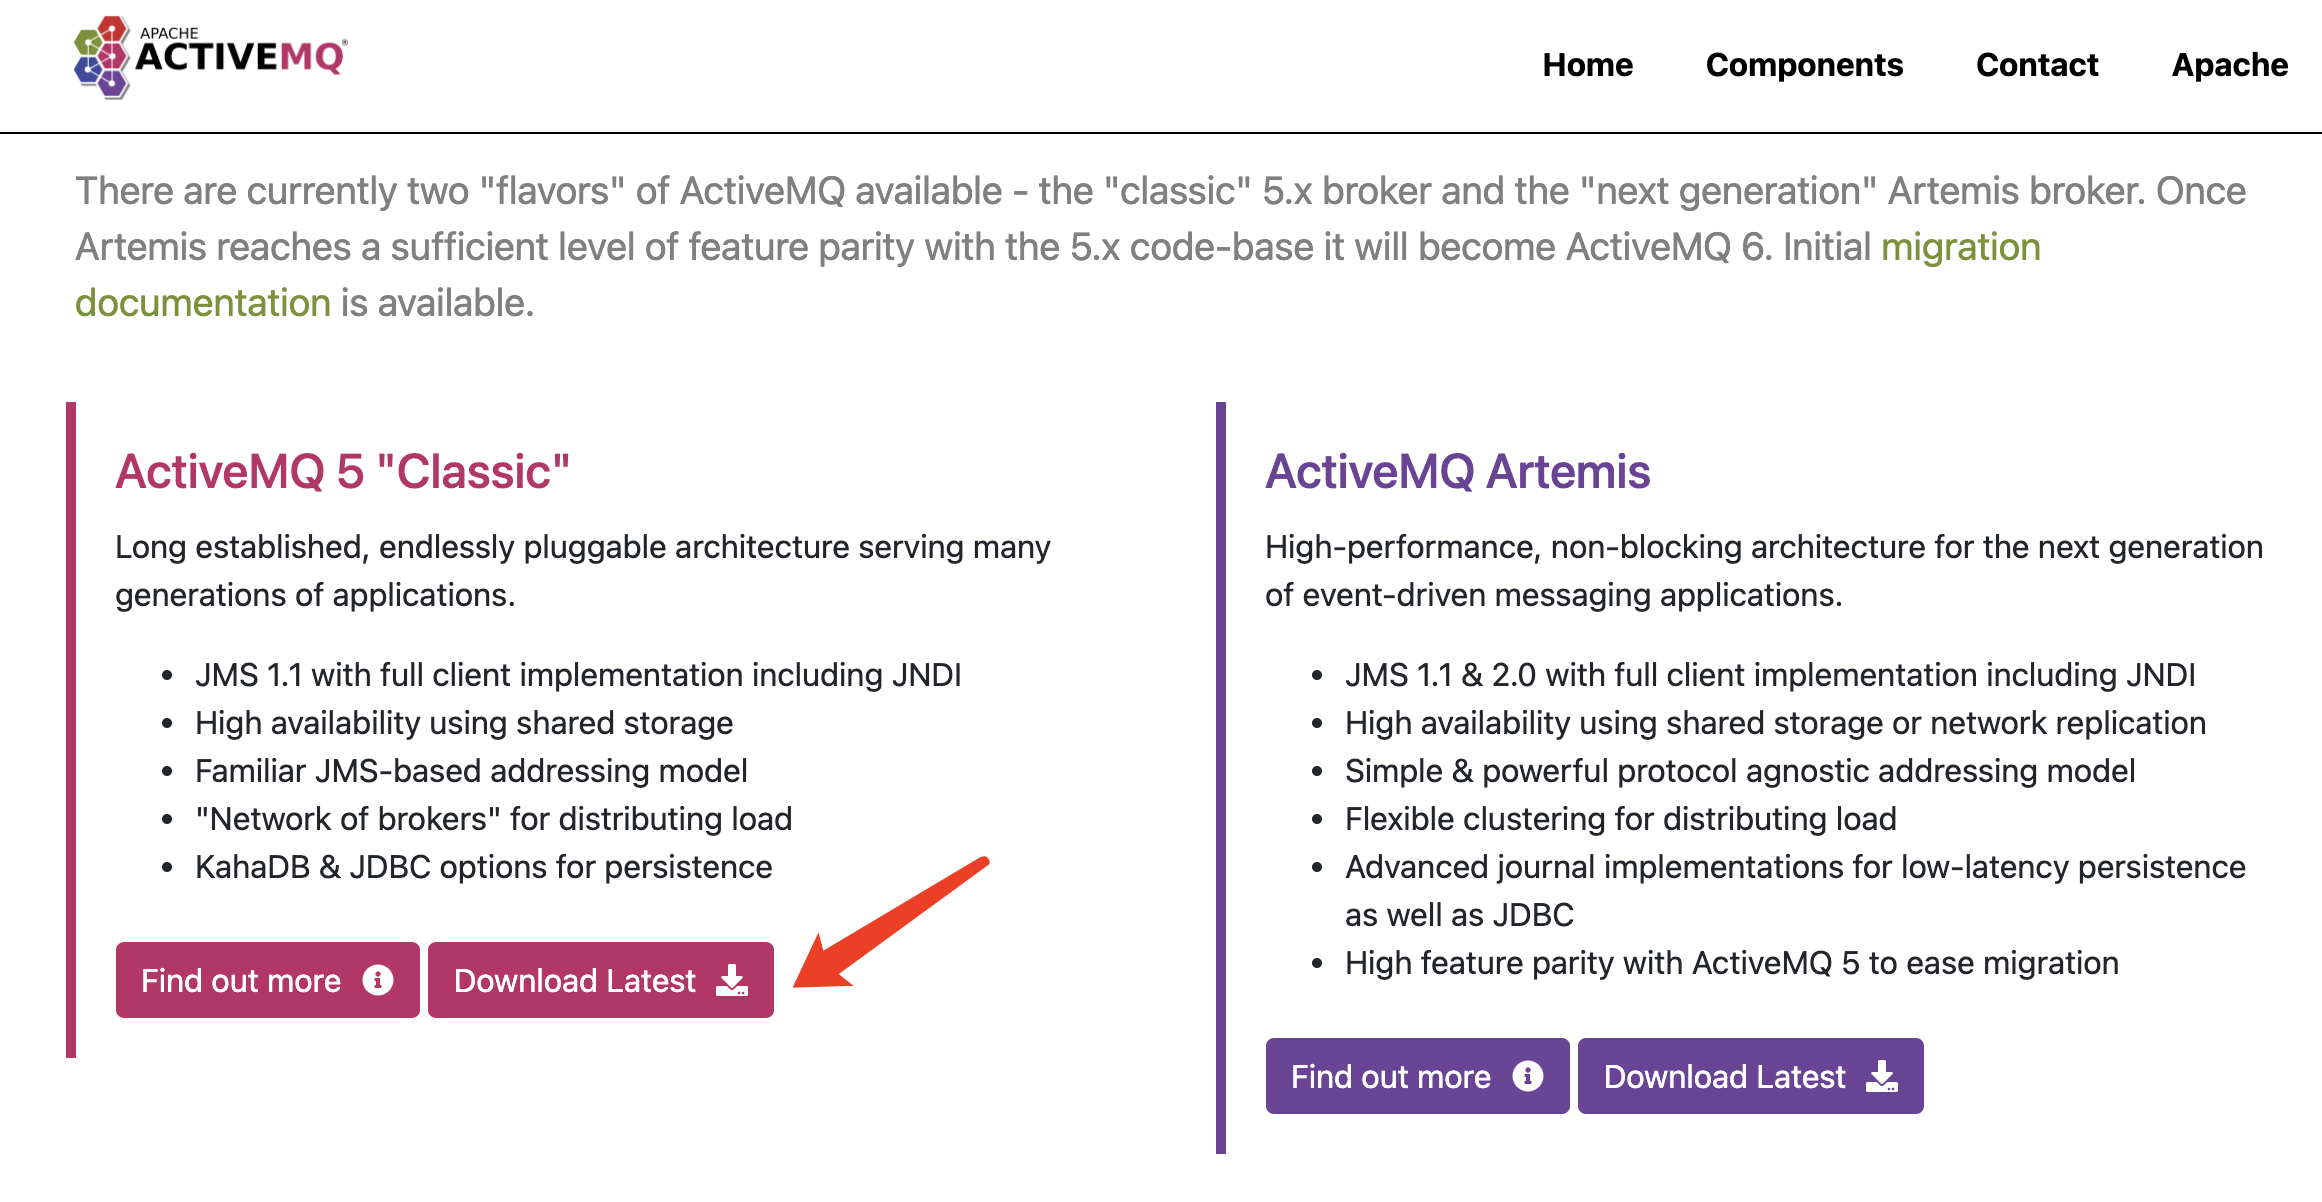 APACHE
ACTIVEMQ®
Home Components Contact Apache
There are currently two "flavors" of ActiveMQ available - the "classic" 5.x broker and the "next generation" Artemis broker. Once
Artemis reaches a sufficient level of feature parity with the 5.x code-base it will become ActiveMQ 6. Initial migration
documentation is available.
ActiveMQ 5 "Classic"
Long established, endlessly pluggable architecture serving many
generations of applications.
• JMS 1.1 with full client implementation including JNDI
• High availability using shared storage
• Familiar JMS-based addressing model
• "Network of brokers" for distributing load
• KahaDB & JDBC options for persistence
Find out more Download Latest
ActiveMQ Artemis
High-performance, non-blocking architecture for the next generation
of event-driven messaging applications.
• JMS 1.1 & 2.0 with full client implementation including JNDI
• High availability using shared storage or network replication
• Simple & powerful protocol agnostic addressing model
• Flexible clustering for distributing load
• Advanced journal implementations for low-latency persistence
as well as JDBC
• High feature parity with ActiveMQ 5 to ease migration
Find out more Download Latest